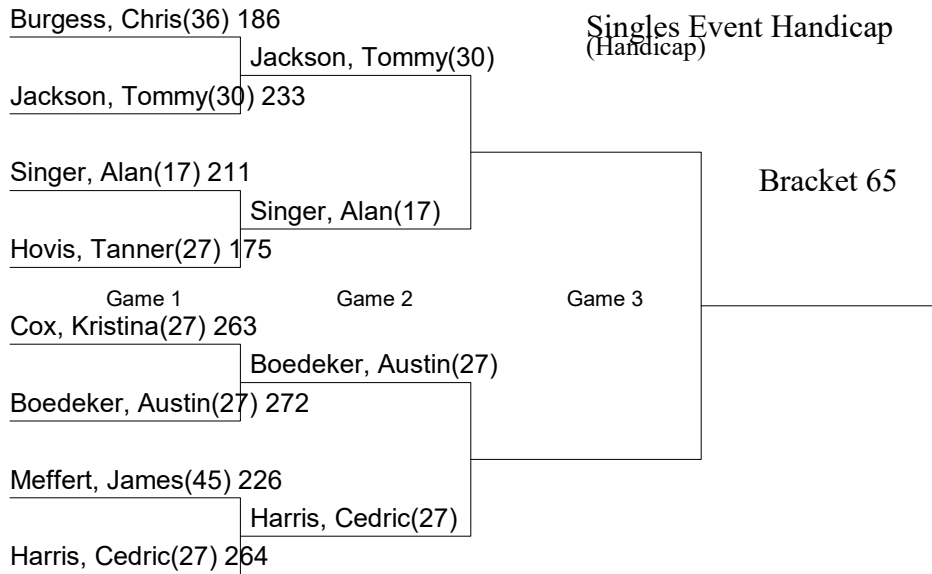 Burgess, Chris(36) 186
Singles Event Handicap
(Handicap)
Jackson, Tommy(30)
Jackson, Tommy(30) 233
Singer, Alan(17) 211
Bracket 65
Singer, Alan(17)
Hovis, Tanner(27) 175
Game 1
Game 2
Game 3
Cox, Kristina(27) 263
Boedeker, Austin(27)
Boedeker, Austin(27) 272
Meffert, James(45) 226
Harris, Cedric(27)
Harris, Cedric(27) 264